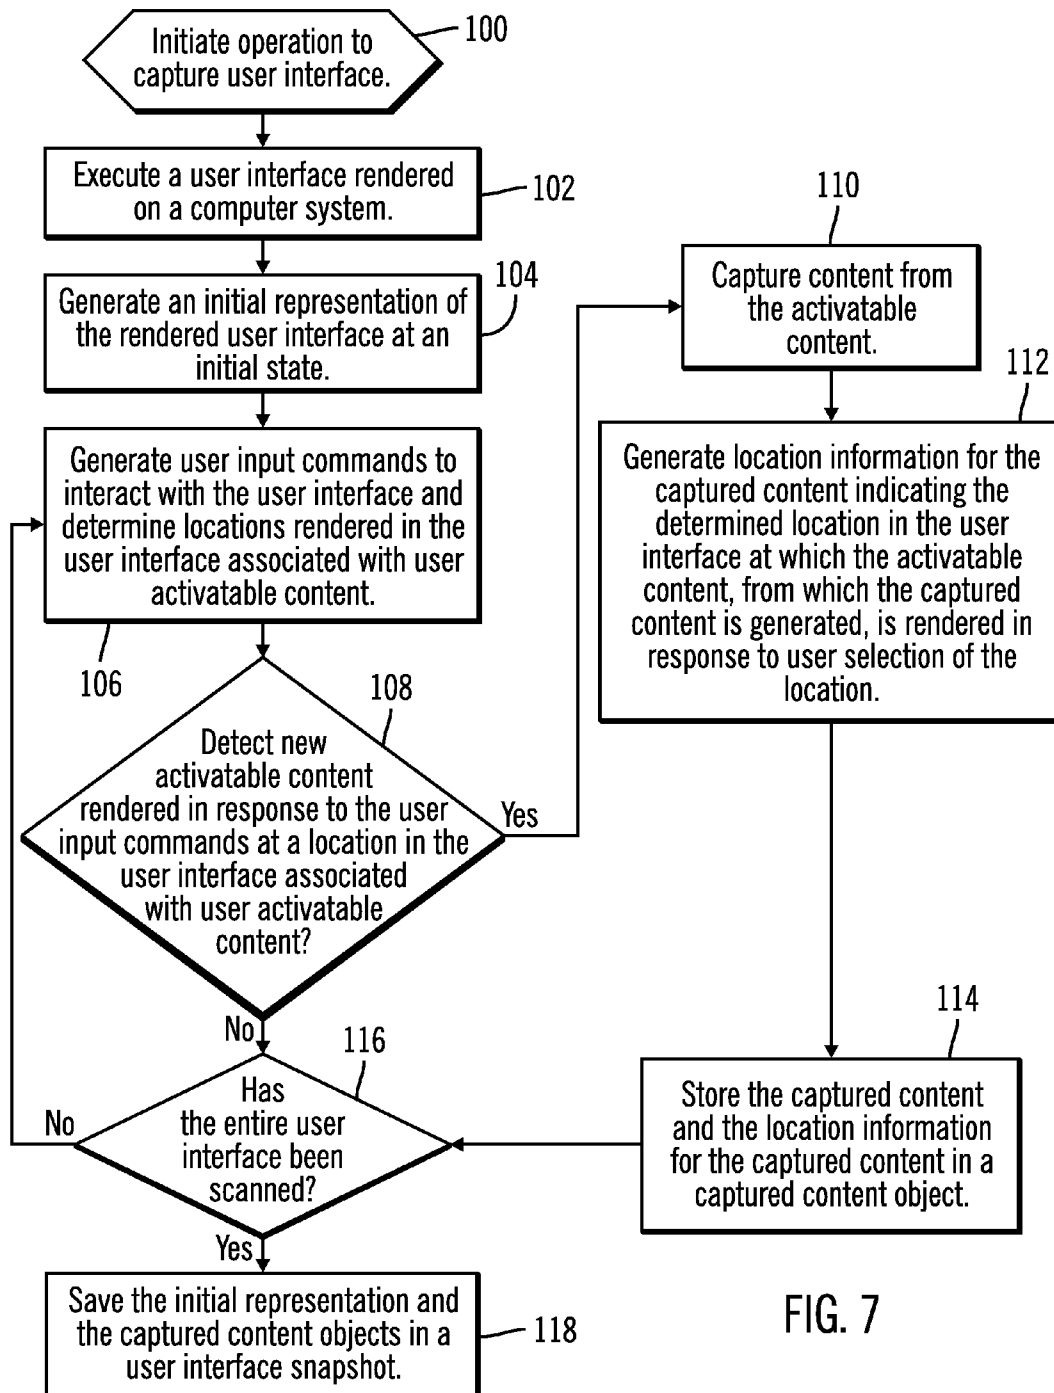 100
Initiate operation to
capture user interface.
Execute a user interface rendered
on a computer system.
102
104
Generate an initial representation of
the rendered user interface at an
initial state.
Generate user input commands to
interact with the user interface and
determine locations rendered in the
user interface associated with user
activatable content.
106
108
Detect new
activatable content
rendered in response to the user
input commands at a location in the
user interface associated
with user activatable
content?
Yes
No
110
Capture content from
the activatable
content.
112
Generate location information for the
captured content indicating the
determined location in the user
interface at which the activatable
content, from which the captured
content is generated, is rendered in
response to user selection of the
location.
114
Store the captured content
and the location information
for the captured content in a
captured content object.
116
Has
the entire user
interface been
scanned?
No
Yes
Save the initial representation and
the captured content objects in a
user interface snapshot.
118
FIG. 7